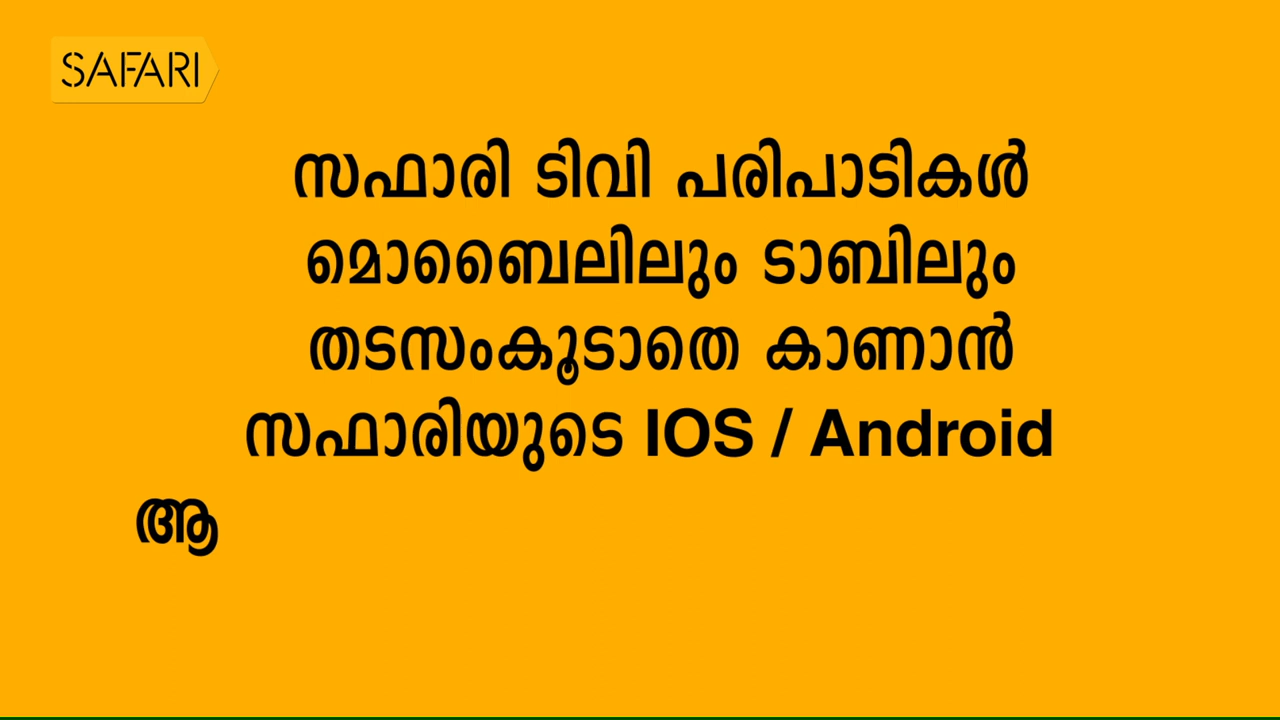 SAFARI
സഫാരി ടിവി പരിപാടികൾ
മൊബൈലിലും ടാബിലും
തടസംകൂടാതെ കാണാൻ
സഫാരിയുടെ IOS / Android
ആ